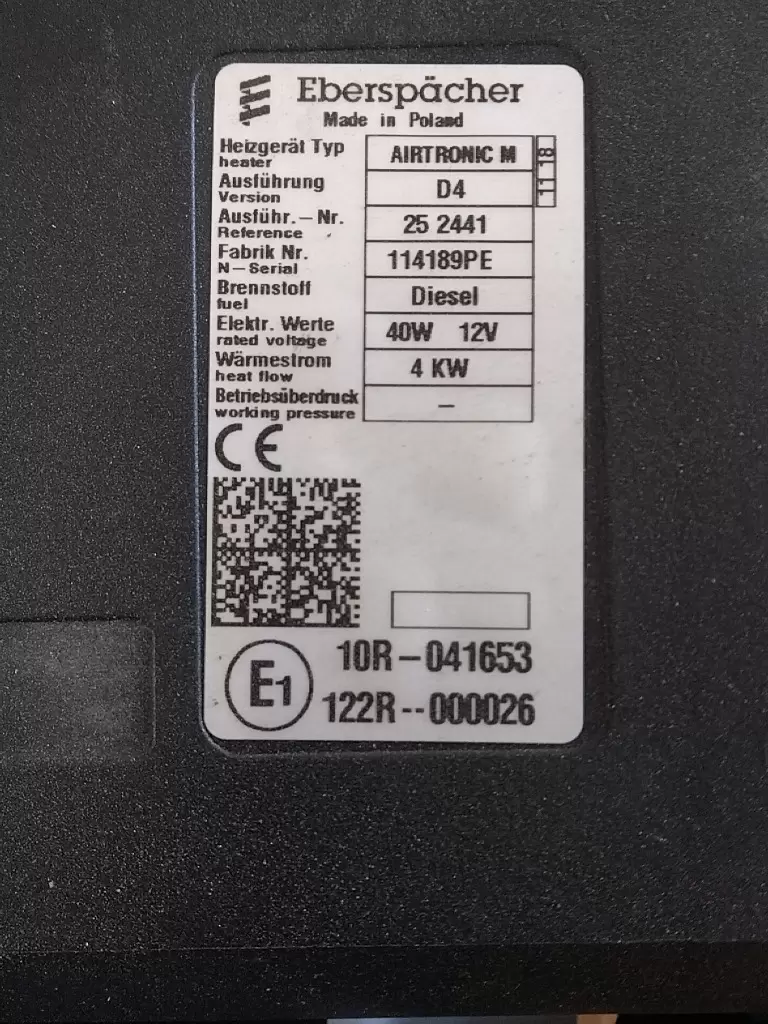 Eberspächer
Made in Poland
Heizgerät Typ
heater
AIRTRONIC M
11 18
Ausführung
Version
D4
Ausführ.-Nr.
Reference
25 2441
Fabrik Nr.
N-Serial
114189PE
Brennstoff
fuel
Diesel
Elektr. Werte
rated voltage
40W 12V
Wärmestrom
heat flow
4 KW
Betriebsüberdruck
working pressure
–
CE
E1
10R-041653
122R--000026